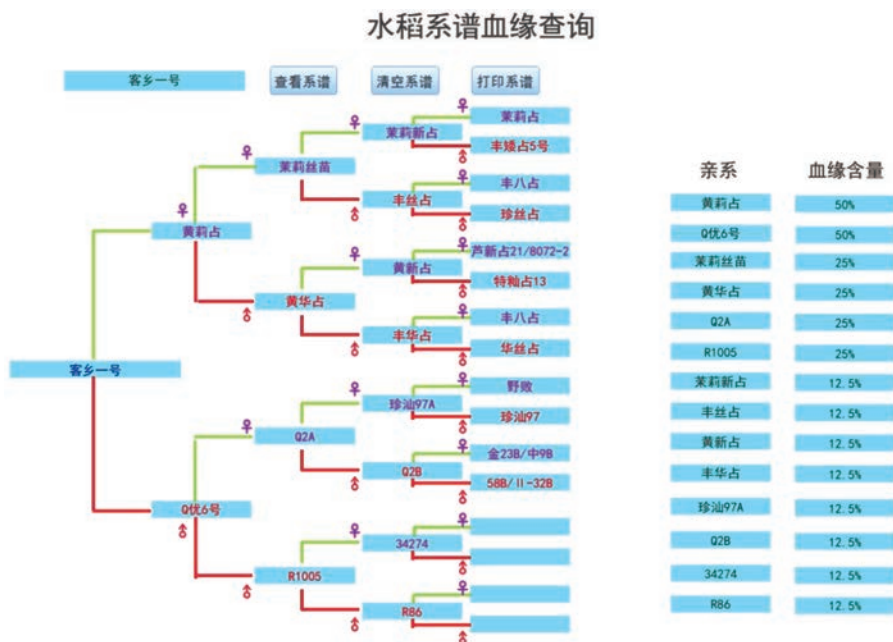 水稻系谱血缘查询
客乡一号
查看系谱
清空系谱
打印系谱
茉莉占
茉莉新占
丰矮占5号
茉莉丝苗
丰八占
丰丝占
珍丝占
黄莉占
芦新占21/8072-2
黄新占
特籼占13
黄华占
丰八占
丰华占
华丝占
客乡一号
野败
珍汕97A
珍汕97
Q2A
金23B/中9B
Q2B
58B/II-32B
Q优6号
34274
R1005
R86
亲系 血缘含量
黄莉占 50%
Q优6号 50%
茉莉丝苗 25%
黄华占 25%
Q2A 25%
R1005 25%
茉莉新占 12.5%
丰丝占 12.5%
黄新占 12.5%
丰华占 12.5%
珍汕97A 12.5%
Q2B 12.5%
34274 12.5%
R86 12.5%